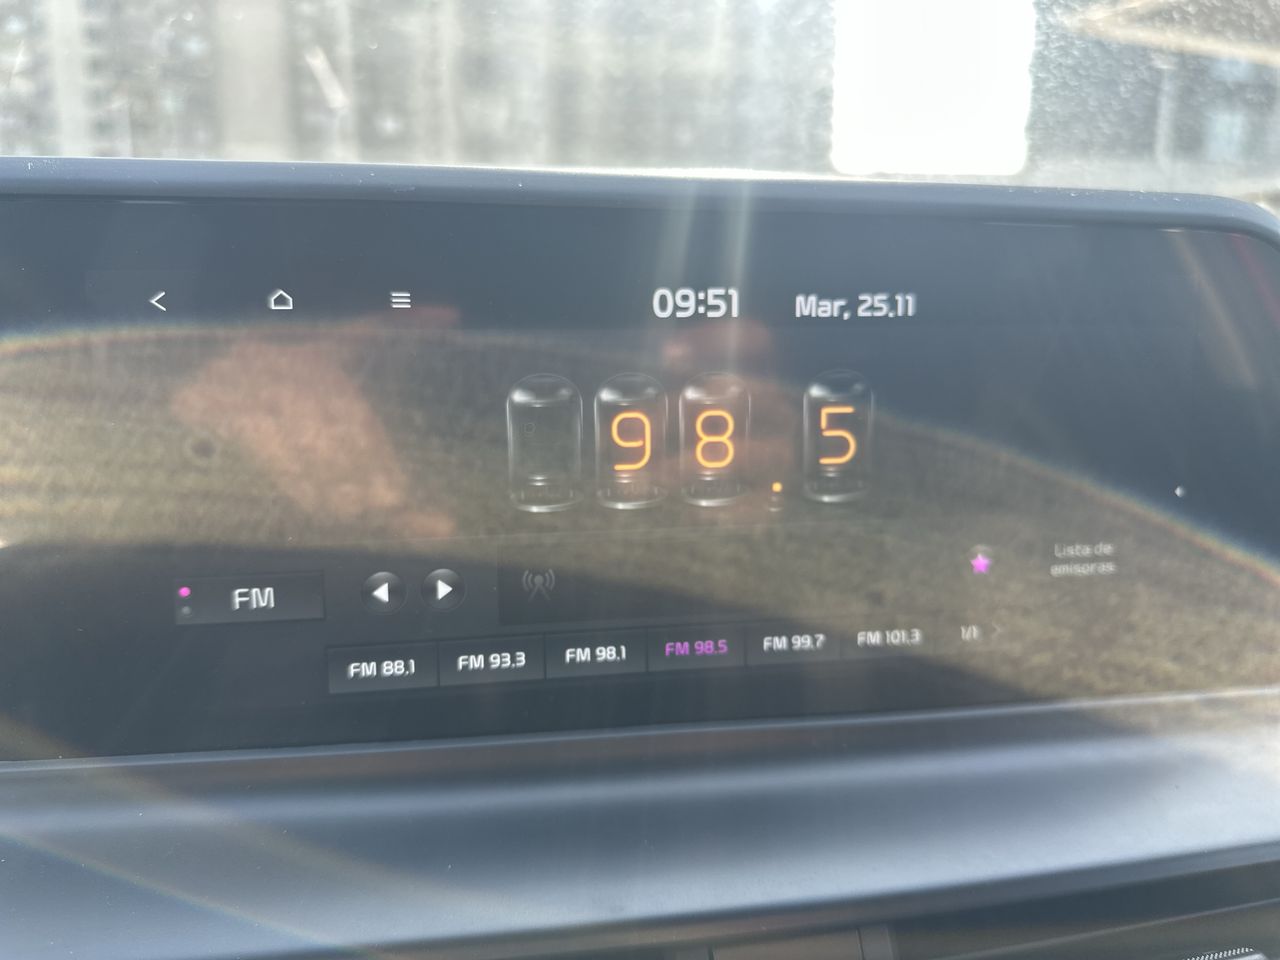 09:51 Mar, 25.11
98.5
Lista de
emisoras
FM
FM 88.1 FM 93.3 FM 98.1 FM 98.5 FM 99.7 FM 101.3 1/1